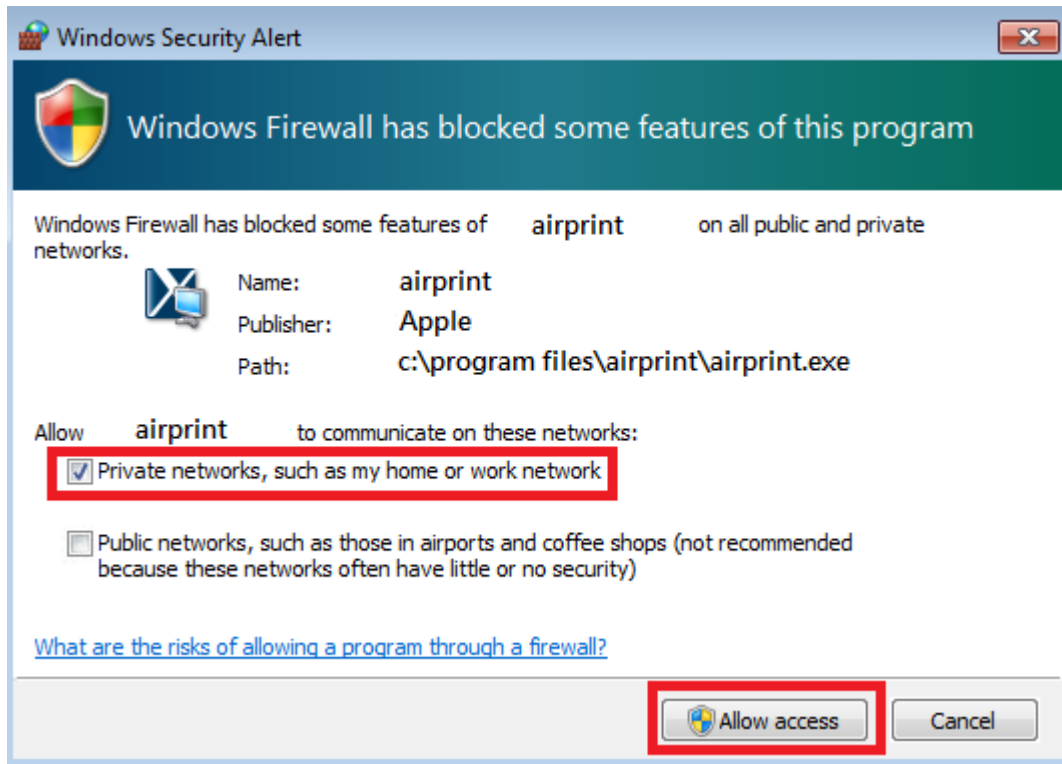 Windows Security Alert
Windows Firewall has blocked some features of this program
Windows Firewall has blocked some features of airprint on all public and private
networks.
Name: airprint
Publisher: Apple
Path: c:\program files\airprint\airprint.exe
Allow airprint to communicate on these networks:
Private networks, such as my home or work network
Public networks, such as those in airports and coffee shops (not recommended
because these networks often have little or no security)
What are the risks of allowing a program through a firewall?
Allow access Cancel